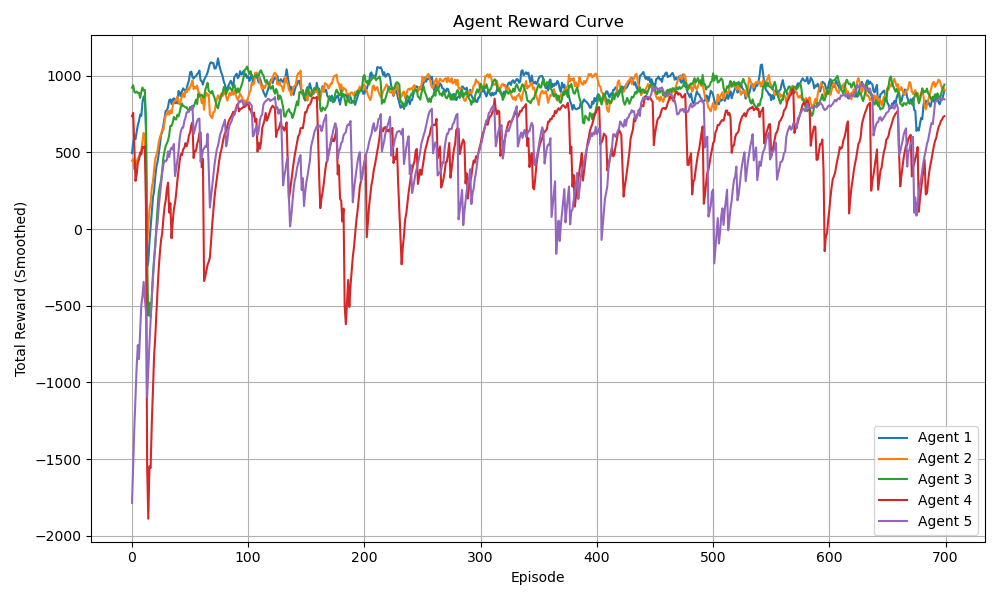 Agent Reward Curve
Total Reward (Smoothed)
1000
500
0
−500
−1000
−1500
−2000
0 100 200 300 400 500 600 700
Episode
Agent 1
Agent 2
Agent 3
Agent 4
Agent 5